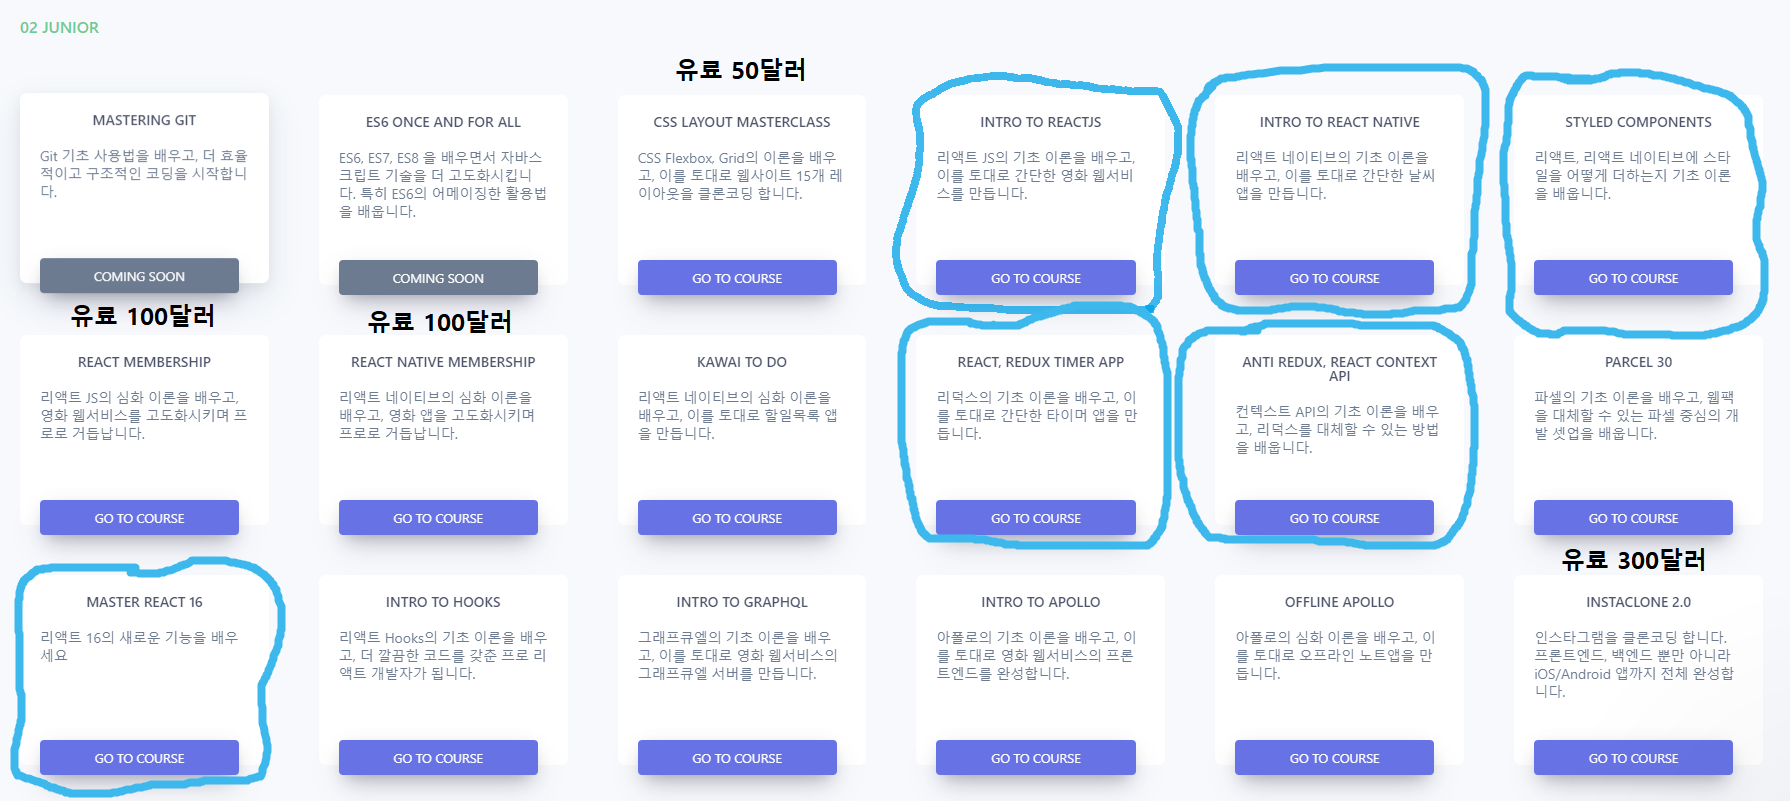 02 JUNIOR
유료 50달러
MASTERING GIT
Git 기초 사용법을 배우고, 더 효율
적이고 구조적인 코딩을 시작합니
다.
COMING SOON
ES6 ONCE AND FOR ALL
ES6, ES7, ES8 을 배우면서 자바스
크립트 기술을 더 고도화시킵니
다. 특히 ES6의 어메이징한 활용법
을 배웁니다.
COMING SOON
CSS LAYOUT MASTERCLASS
CSS Flexbox, Grid의 이론을 배우
고, 이를 토대로 웹사이트 15개 레
이아웃을 클론코딩 합니다.
GO TO COURSE
INTRO TO REACTJS
리액트 JS의 기초 이론을 배우고,
이를 토대로 간단한 영화 웹서비
스를 만듭니다.
GO TO COURSE
INTRO TO REACT NATIVE
리액트 네이티브의 기초 이론을
배우고, 이를 토대로 간단한 날씨
앱을 만듭니다.
GO TO COURSE
STYLED COMPONENTS
리액트, 리액트 네이티브에 스타
일을 어떻게 더하는지 기초 이론
을 배웁니다.
GO TO COURSE
유료 100달러
REACT MEMBERSHIP
리액트 JS의 심화 이론을 배우고,
영화 웹서비스를 고도화시키며 프
로로 거듭납니다.
GO TO COURSE
유료 100달러
REACT NATIVE MEMBERSHIP
리액트 네이티브의 심화 이론을
배우고, 영화 앱을 고도화시키며
프로로 거듭납니다.
GO TO COURSE
KAWAI TO DO
리액트 네이티브의 심화 이론을
배우고, 이를 토대로 할일목록 앱
을 만듭니다.
GO TO COURSE
REACT, REDUX TIMER APP
리덕스의 기초 이론을 배우고, 이
를 토대로 간단한 타이머 앱을 만
듭니다.
GO TO COURSE
ANTI REDUX, REACT CONTEXT
API
컨텍스트 API의 기초 이론을 배우
고, 리덕스를 대체할 수 있는 방법
을 배웁니다.
GO TO COURSE
PARCEL 30
파셀의 기초 이론을 배우고, 웹팩
을 대체할 수 있는 파셀 중심의 개
발 셋업을 배웁니다.
GO TO COURSE
MASTER REACT 16
리액트 16의 새로운 기능을 배우
세요
GO TO COURSE
INTRO TO HOOKS
리액트 Hooks의 기초 이론을 배우
고, 더 깔끔한 코드를 갖춘 프로 리
액트 개발자가 됩니다.
GO TO COURSE
INTRO TO GRAPHQL
그래프큐엘의 기초 이론을 배우
고, 이를 토대로 영화 웹서비스의
그래프큐엘 서버를 만듭니다.
GO TO COURSE
INTRO TO APOLLO
아폴로의 기초 이론을 배우고, 이
를 토대로 영화 웹서비스의 프론
트엔드를 완성합니다.
GO TO COURSE
OFFLINE APOLLO
아폴로의 심화 이론을 배우고, 이
를 토대로 오프라인 노트앱을 만
듭니다.
GO TO COURSE
유료 300달러
INSTACLONE 2.0
인스타그램을 클론코딩 합니다.
프론트엔드, 백엔드 뿐만 아니라
iOS/Android 앱까지 전체 완성합
니다.
GO TO COURSE